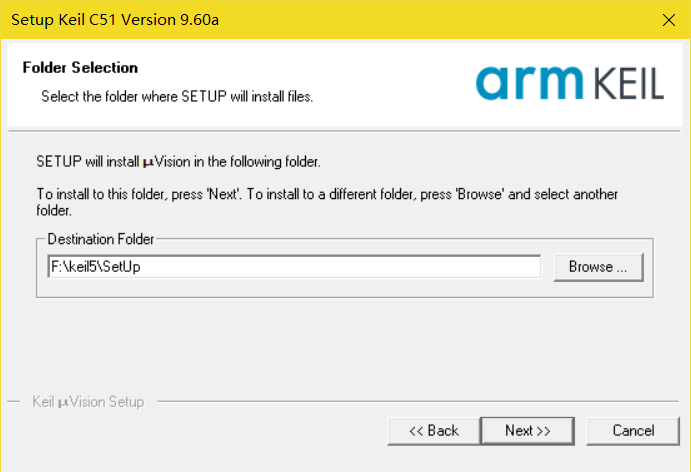 Setup Keil C51 Version 9.60a
Folder Selection
Select the folder where SETUP will install files.
arm KEIL
SETUP will install µVision in the following folder.
To install to this folder, press 'Next'. To install to a different folder, press 'Browse' and select another
folder.
Destination Folder
F:\keil5\SetUp
Browse ...
Keil µVision Setup
<< Back
Next >>
Cancel